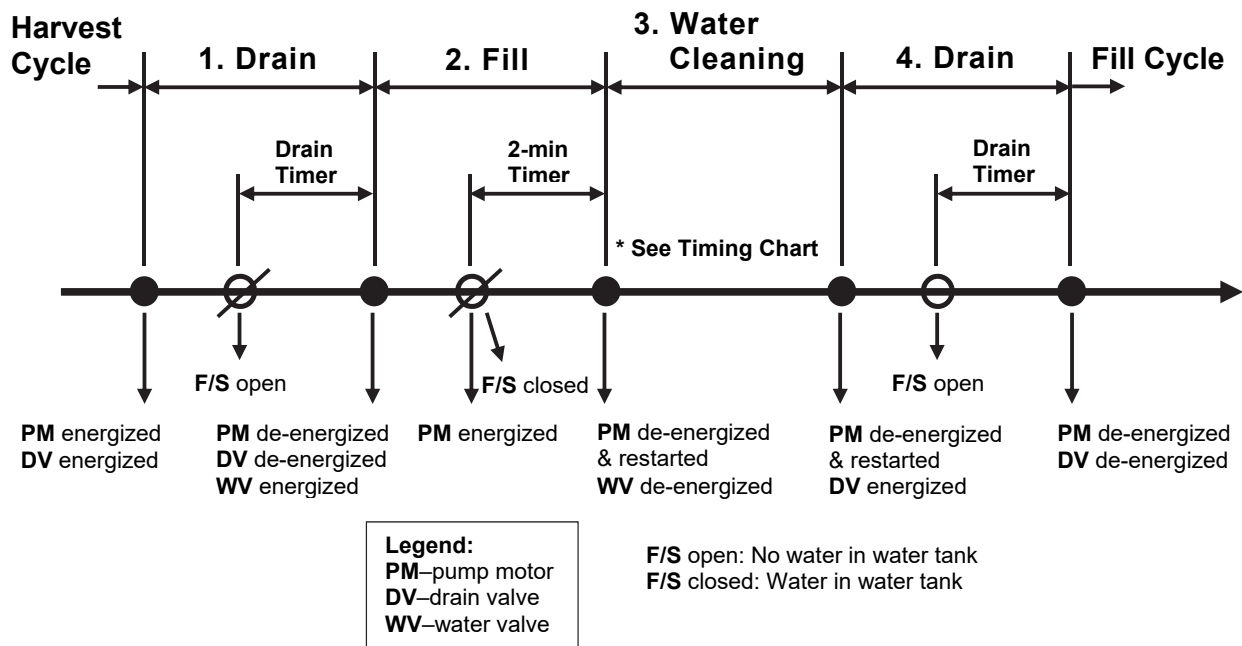 Harvest
Cycle
1. Drain
2. Fill
3. Water
Cleaning
4. Drain
Fill Cycle
Drain
Timer
2-min
Timer
Drain
Timer
* See Timing Chart
F/S open
F/S closed
F/S open
PM energized
DV energized
PM de-energized
DV de-energized
WV energized
PM energized
PM de-energized
& restarted
WV de-energized
PM de-energized
& restarted
DV energized
PM de-energized
DV de-energized
Legend:
PM–pump motor
DV–drain valve
WV–water valve
F/S open: No water in water tank
F/S closed: Water in water tank